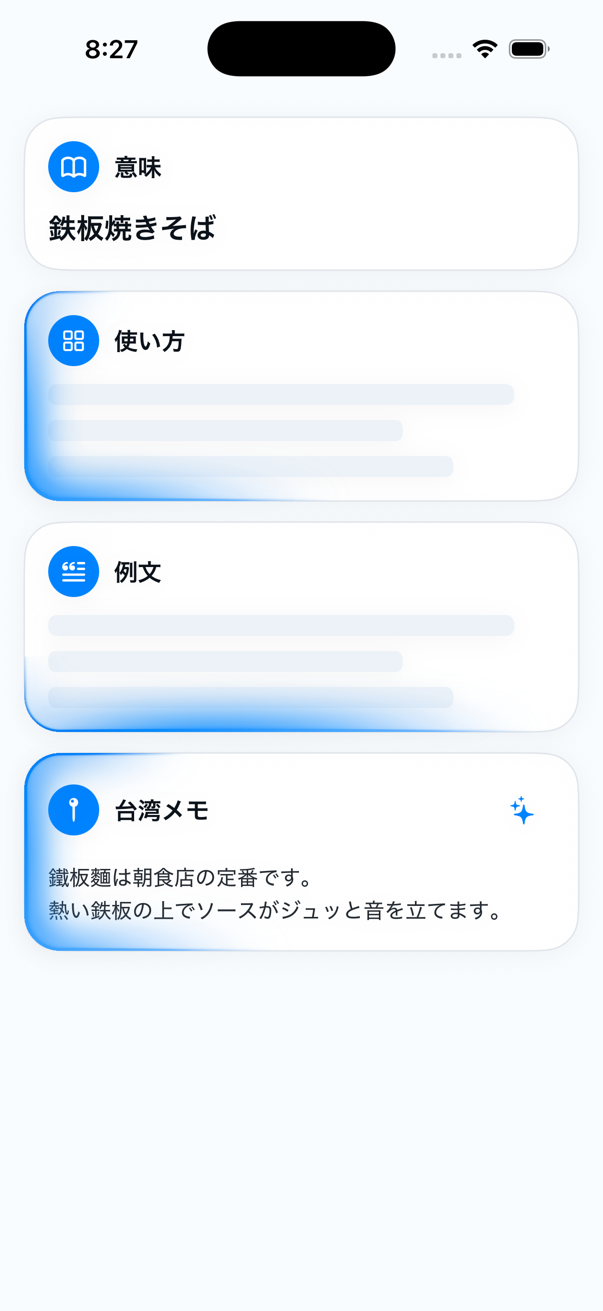 8:27
意味
鉄板焼きそば
使い方
例文
台湾メモ
鐵板麵は朝食店の定番です。
熱い鉄板の上でソースがジュッと音を立てます。